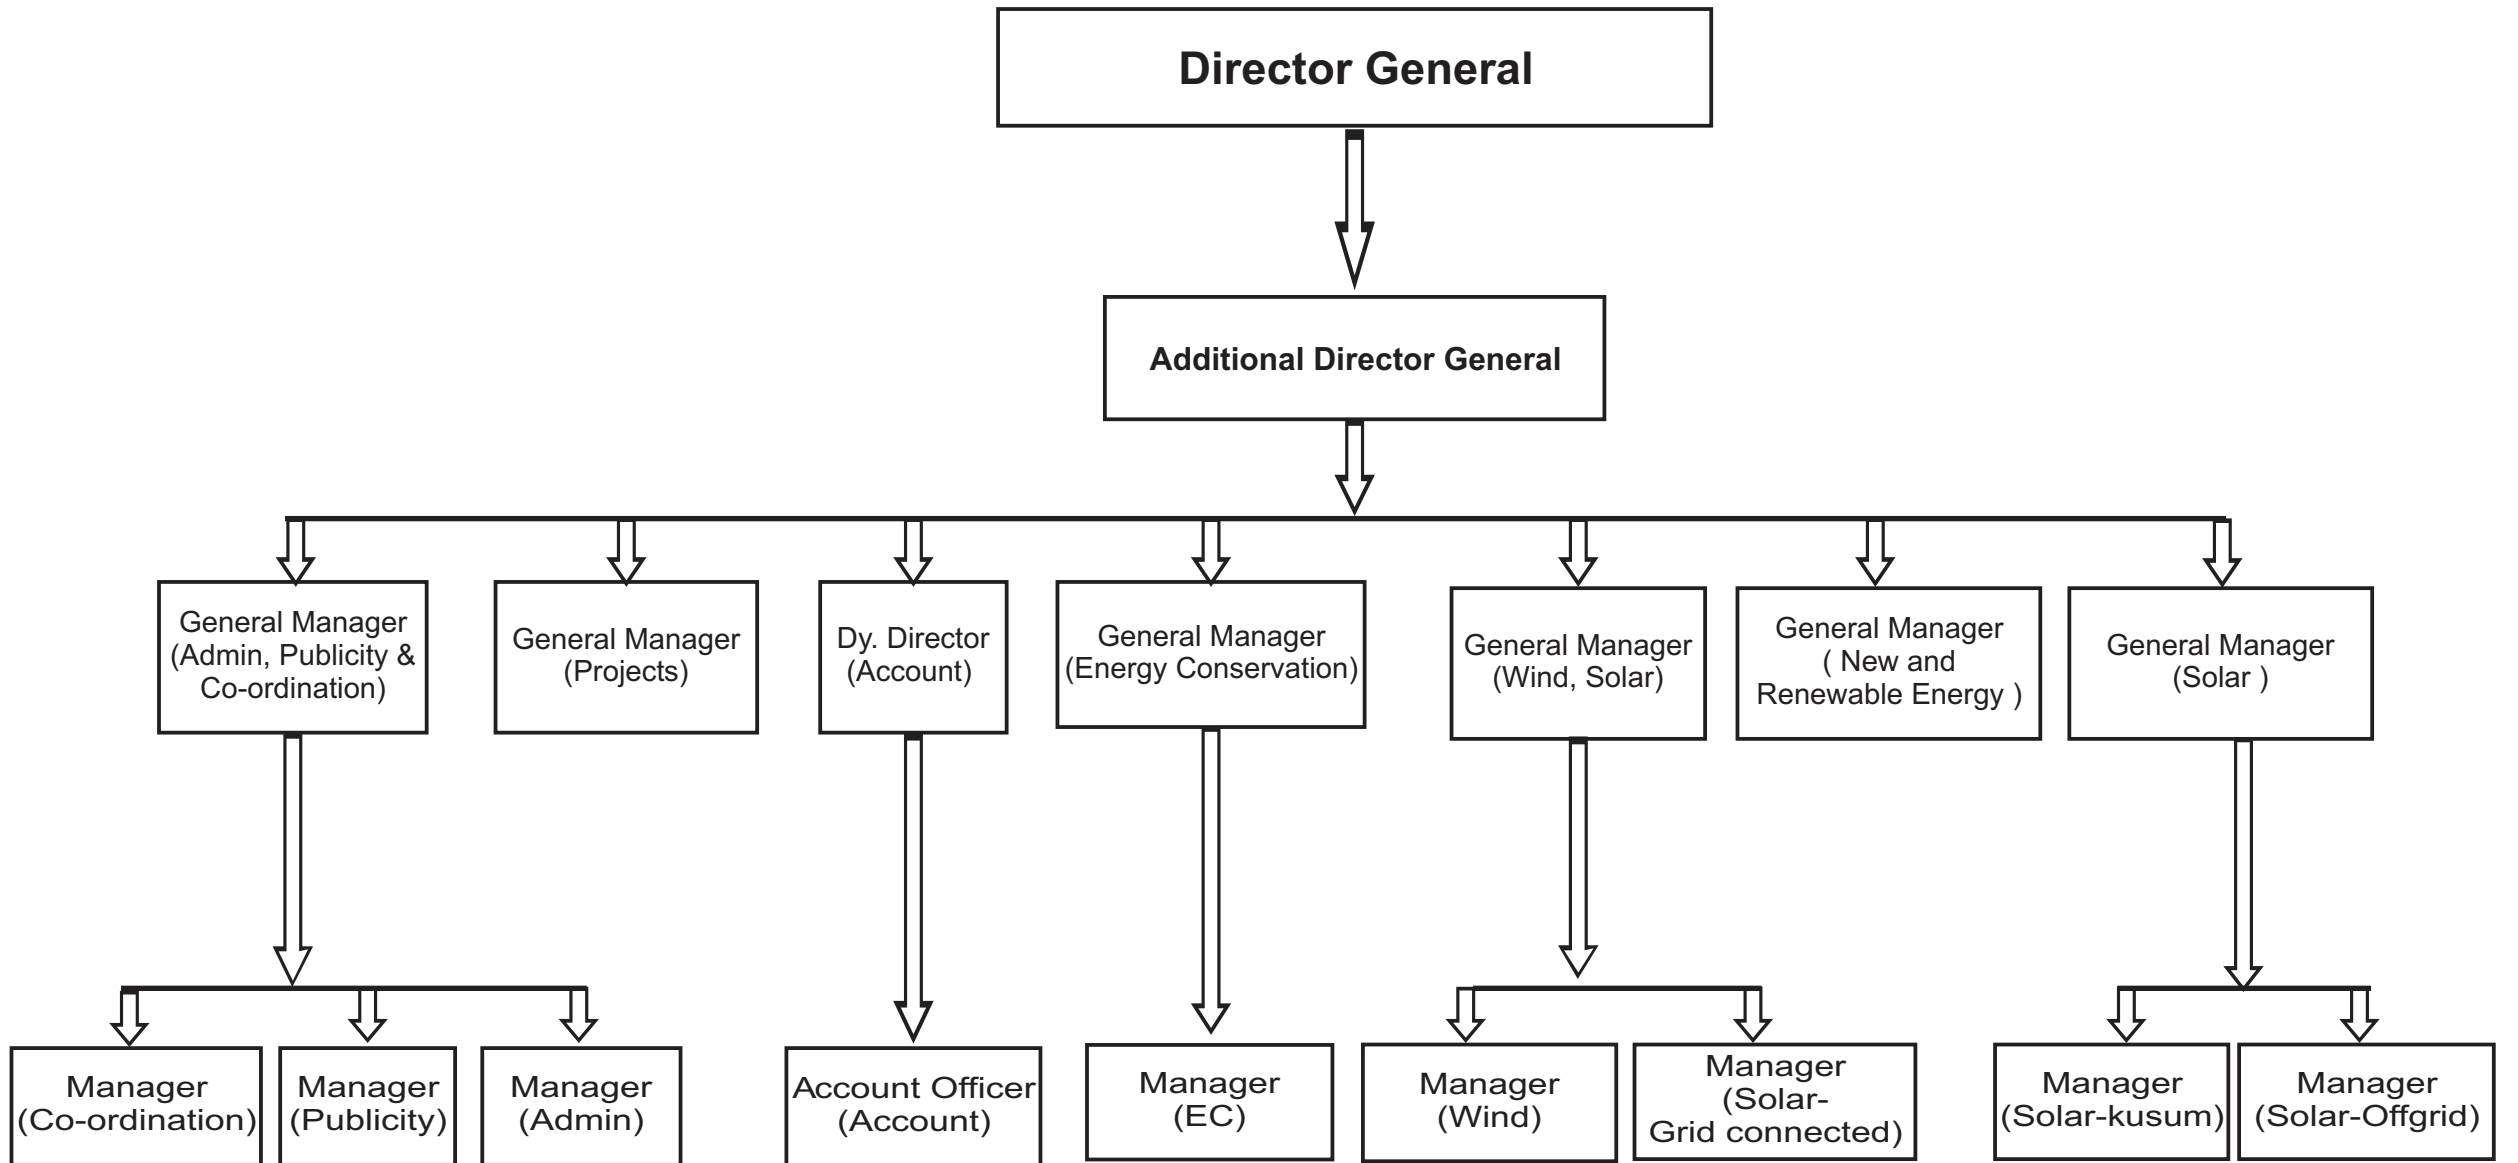 Director General
Additional Director General
General Manager
(Admin, Publicity &
Co-ordination)
General Manager
(Projects)
Dy. Director
(Account)
General Manager
(Energy Conservation)
General Manager
(Wind, Solar)
General Manager
( New and
Renewable Energy )
General Manager
(Solar )
Manager
(Co-ordination)
Manager
(Publicity)
Manager
(Admin)
Account Officer
(Account)
Manager
(EC)
Manager
(Wind)
Manager
(Solar-
Grid connected)
Manager
(Solar-kusum)
Manager
(Solar-Offgrid)